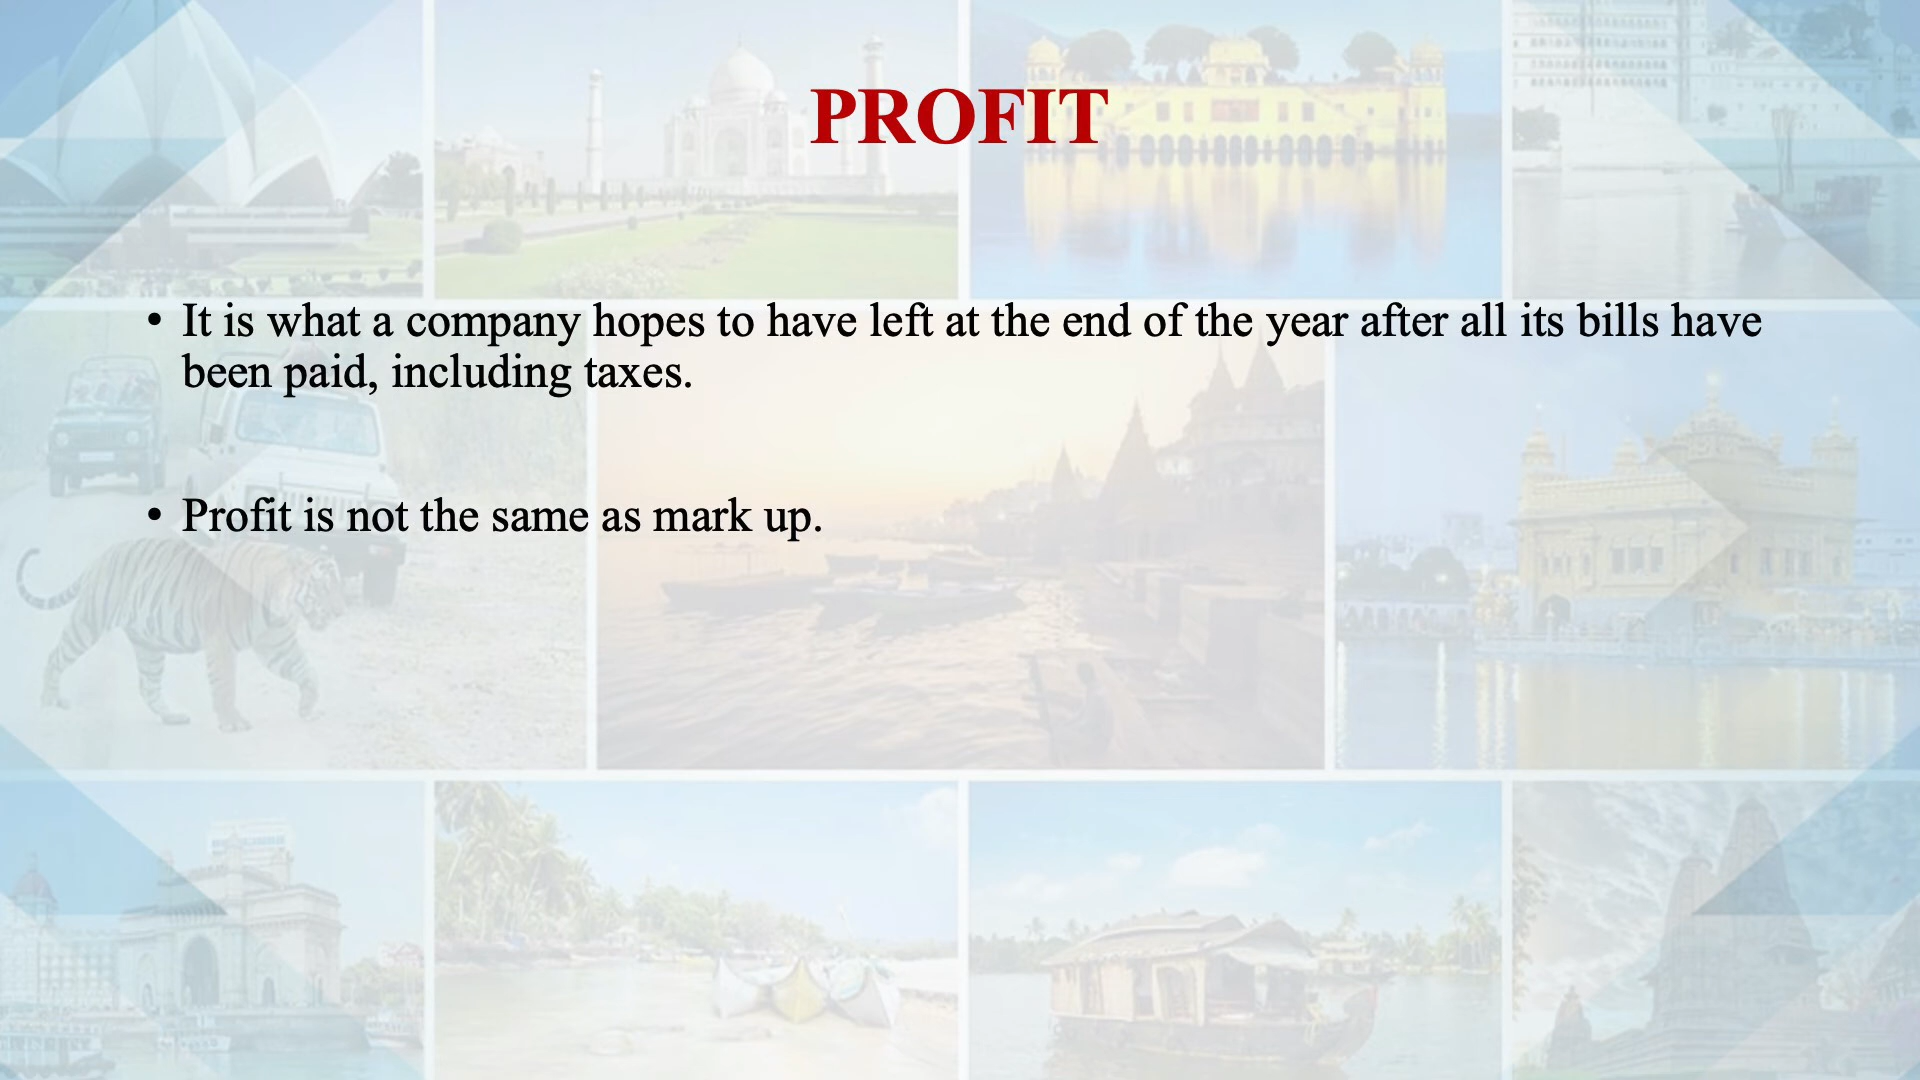 PROFIT
• It is what a company hopes to have left at the end of the year after all its bills have
been paid, including taxes.
• Profit is not the same as mark up.